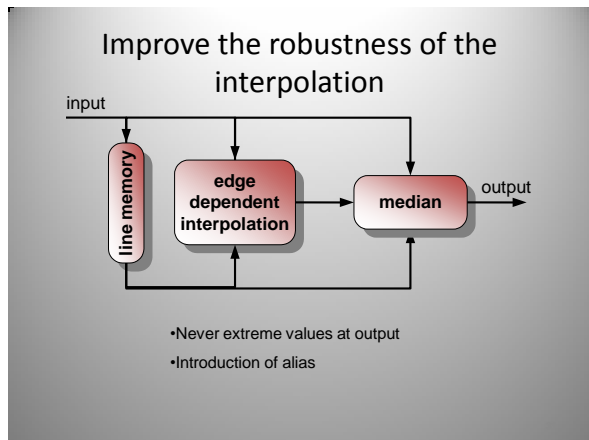 Improve the robustness of the
interpolation
input
line memory
edge
dependent
interpolation
median
output
•Never extreme values at output
•Introduction of alias